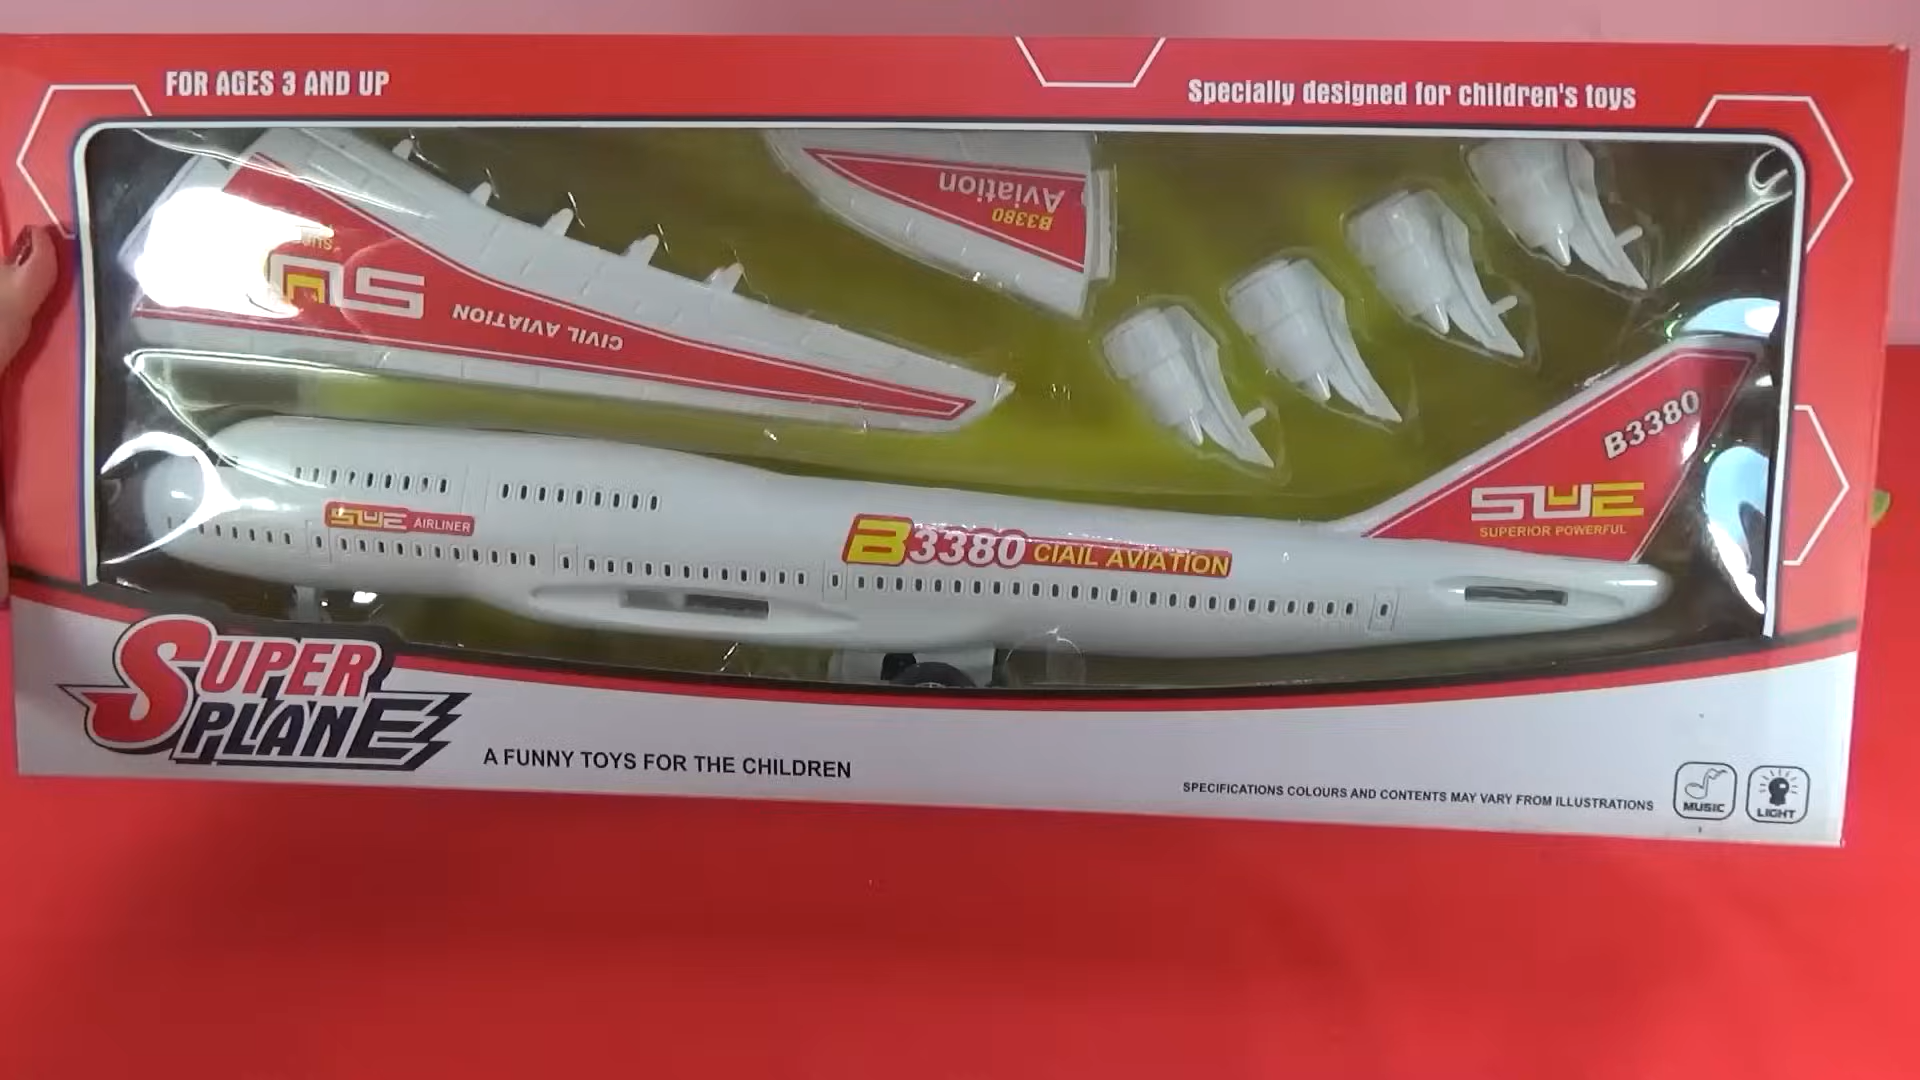 FOR AGES 3 AND UP
Specially designed for children's toys
Aviation
B3380
SU
CIVIL AVIATION
B3380
SUE
SUPERIOR POWERFUL
SUE AIRLINER
B3380 CIAIL AVIATION
SUPER
PLANE
A FUNNY TOYS FOR THE CHILDREN
SPECIFICATIONS COLOURS AND CONTENTS MAY VARY FROM ILLUSTRATIONS
MUSIC
LIGHT